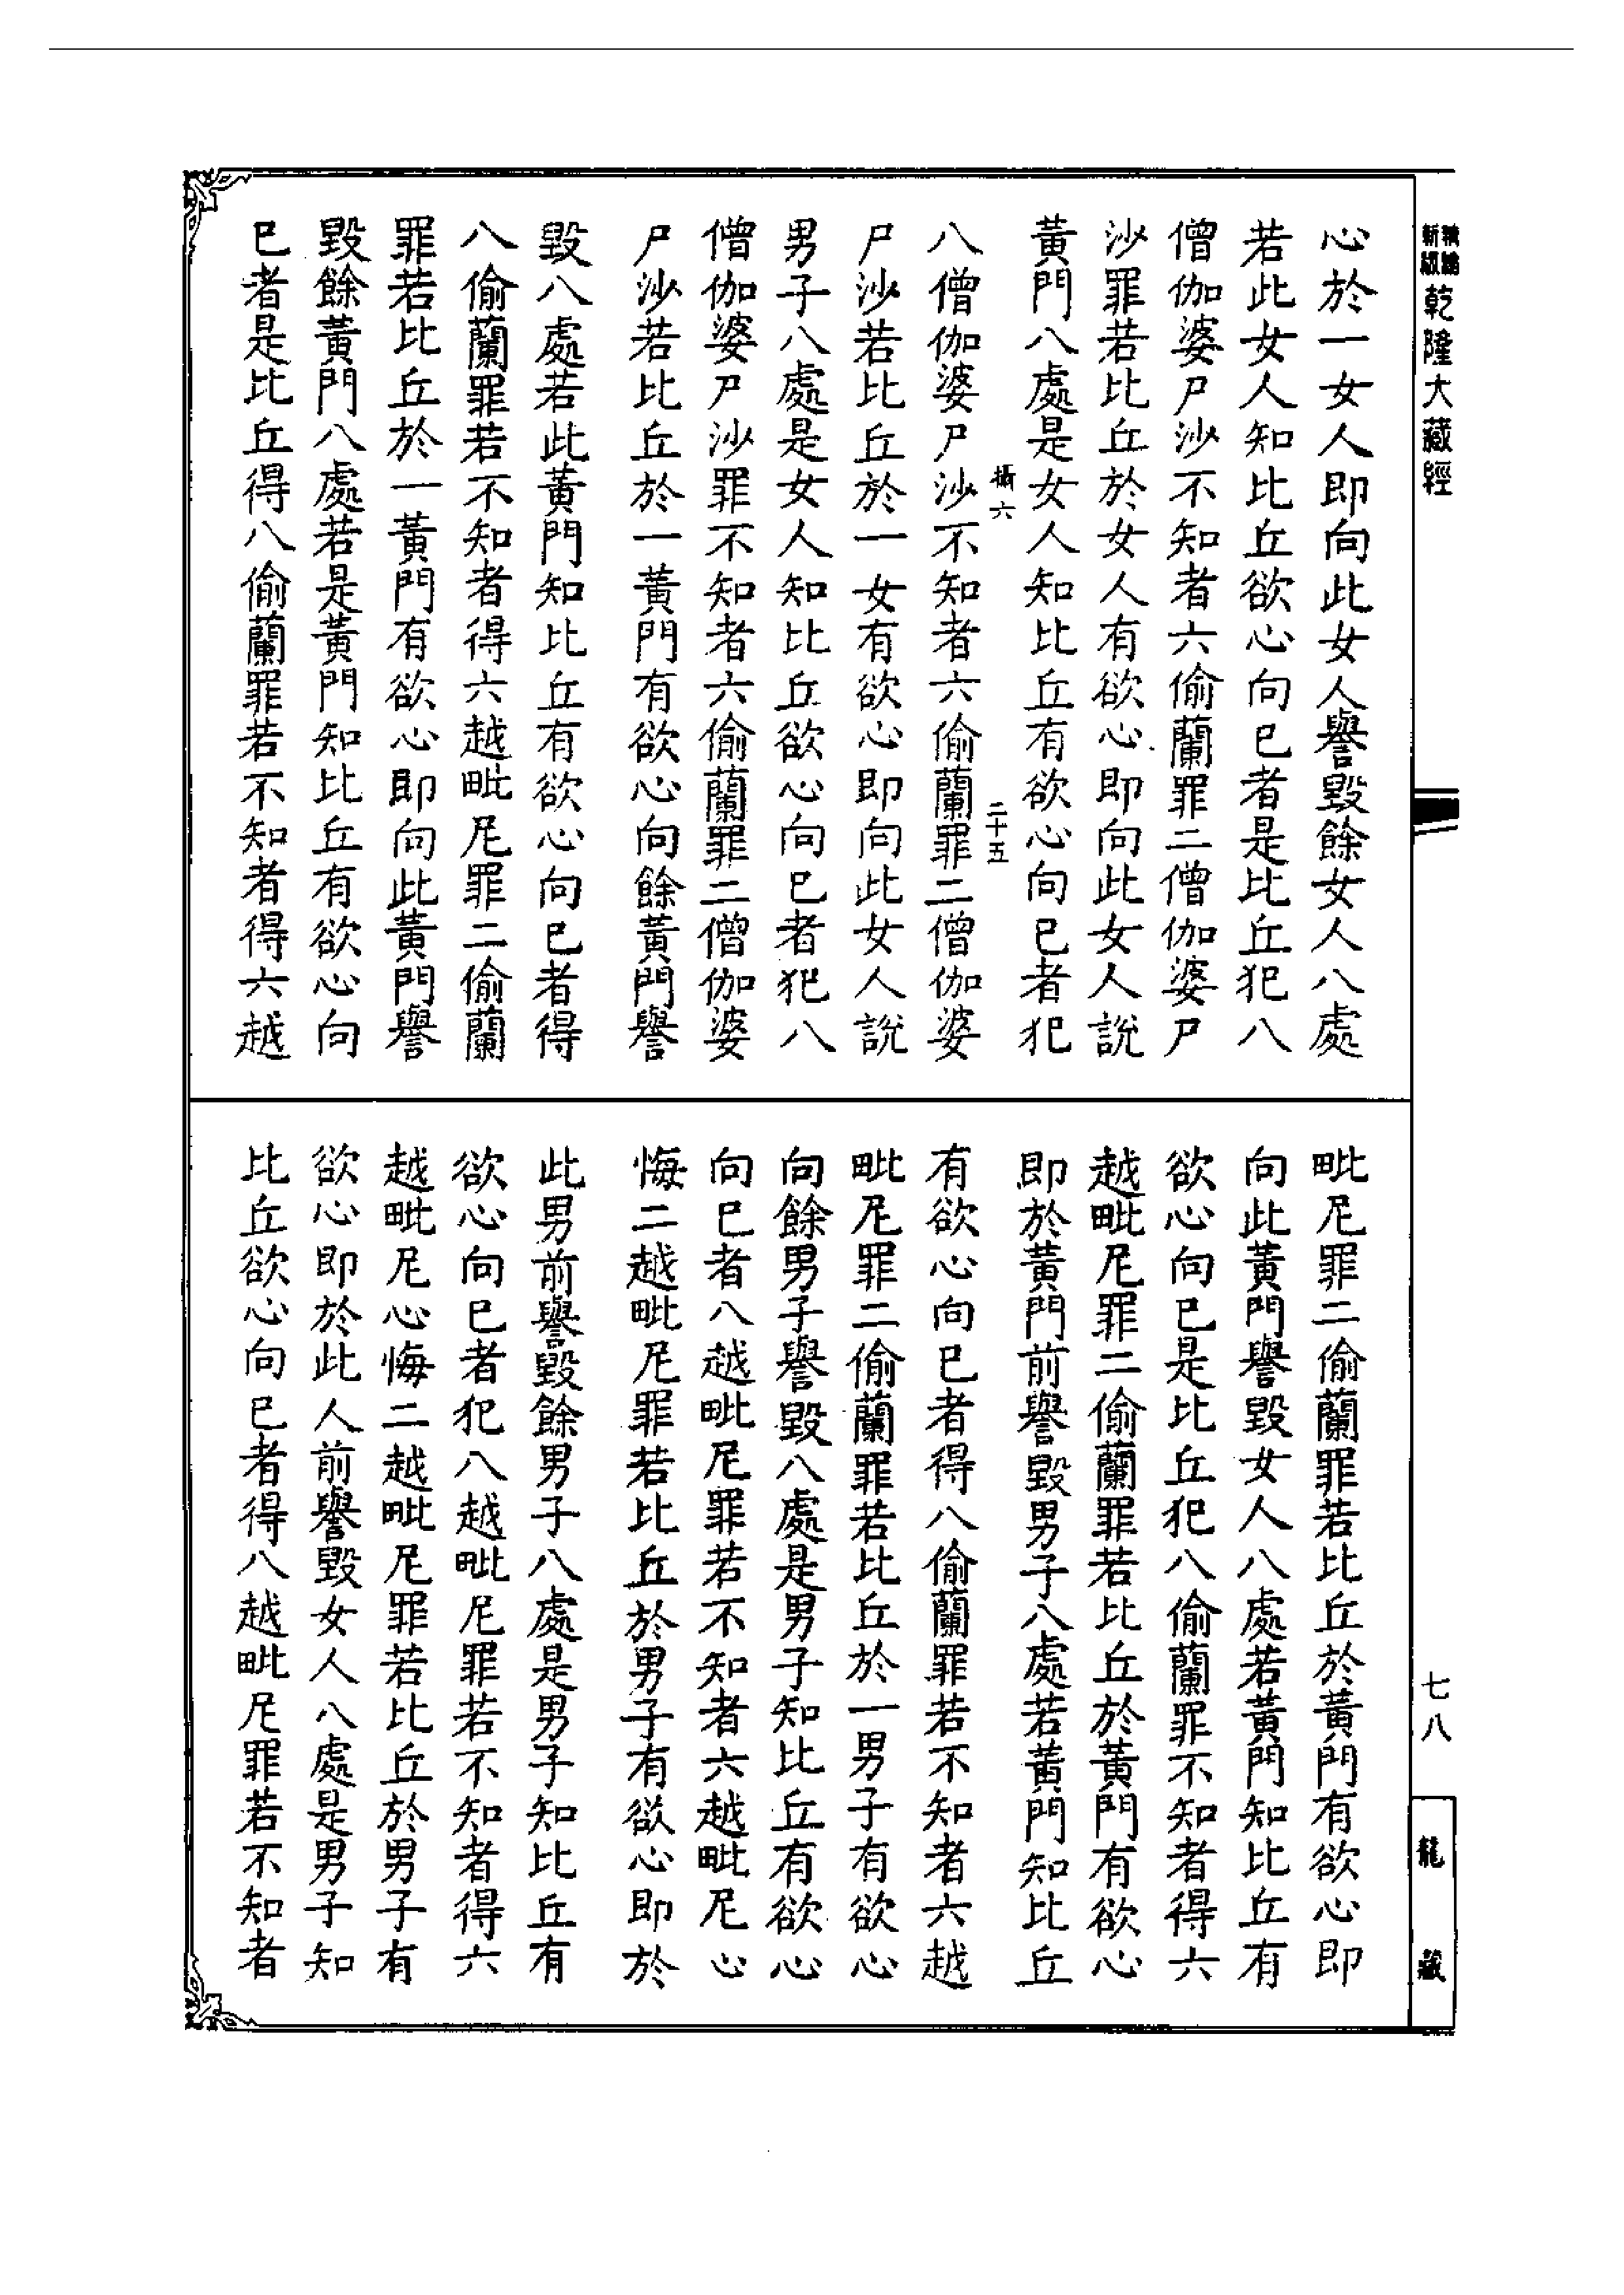 新版
乾隆大藏經
七八
龍藏
心於一女人即向此女人譽毀餘女人八處
若此女人知比丘欲心向已者是比丘犯八
僧伽婆尸沙不知者六偷蘭罪二僧伽婆尸
沙罪若比丘於女人有欲心即向此女人說
黃門八處是女人知比丘有欲心向已者犯
攝六
二十五
八僧伽婆尸沙不知者六偷蘭罪二僧伽婆
尸沙若比丘於一女有欲心即向此女人說
男子八處是女人知比丘欲心向已者犯八
僧伽婆尸沙罪不知者六偷蘭罪二僧伽婆
尸沙若比丘於一黃門有欲心向餘黃門譽
毀八處若此黃門知比丘有欲心向已者得
八偷蘭罪若不知者得六越毗尼罪二偷蘭
罪若比丘於一黃門有欲心即向此黃門譽
毀餘黃門八處若是黃門知比丘有欲心向
已者是比丘得八偷蘭罪若不知者得六越
毗尼罪二偷蘭罪若比丘於黃門有欲心即
向此黃門譽毀女人八處若黃門知比丘有
欲心向已是比丘犯八偷蘭罪不知者得六
越毗尼罪二偷蘭罪若比丘於黃門有欲心
即於黃門前譽毀男子八處若黃門知比丘
有欲心向已者得八偷蘭罪若不知者六越
毗尼罪二偷蘭罪若比丘於一男子有欲心
向餘男子譽毀八處是男子知比丘有欲心
向已者八越毗尼罪若不知者六越毗尼心
悔二越毗尼罪若比丘於男子有欲心即於
此男前譽毀餘男子八處是男子知比丘有
欲心向已者犯八越毗尼罪若不知者得六
越毗尼心悔二越毗尼罪若比丘於男子有
欲心即於此人前譽毀女人八處是男子知
比丘欲心向已者得八越毗尼罪若不知者